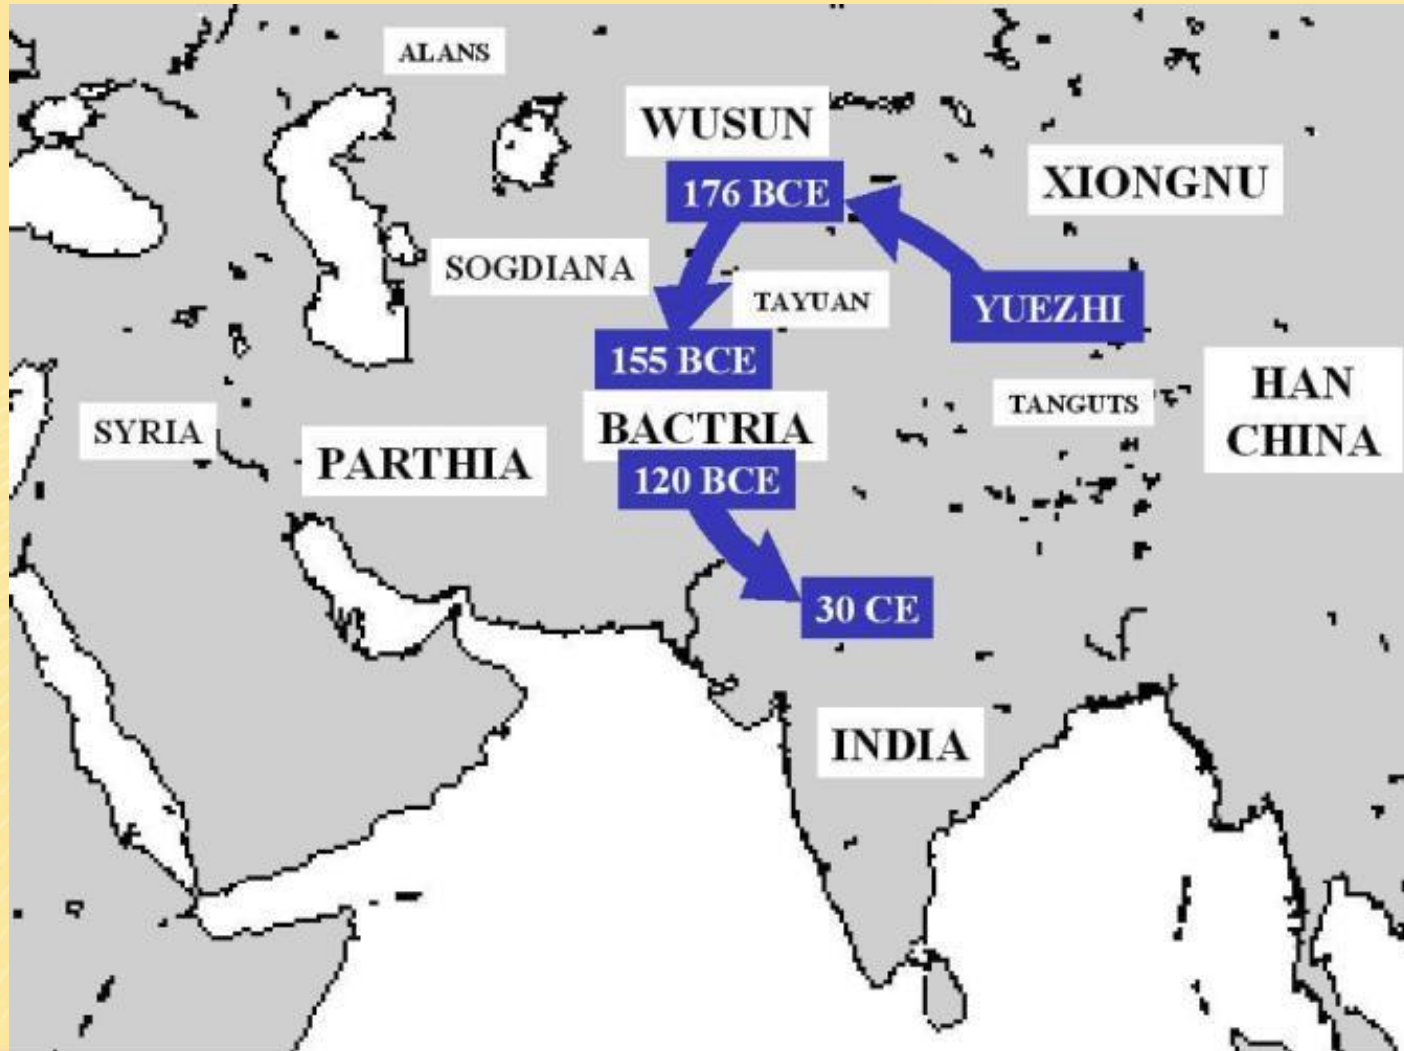 ALANS
WUSUN
XIONGNU
176 BCE
SOGDIANA
TAYUAN
YUEZHI
155 BCE
HAN
CHINA
TANGUTS
SYRIA
BACTRIA
PARTHIA
120 BCE
30 CE
INDIA